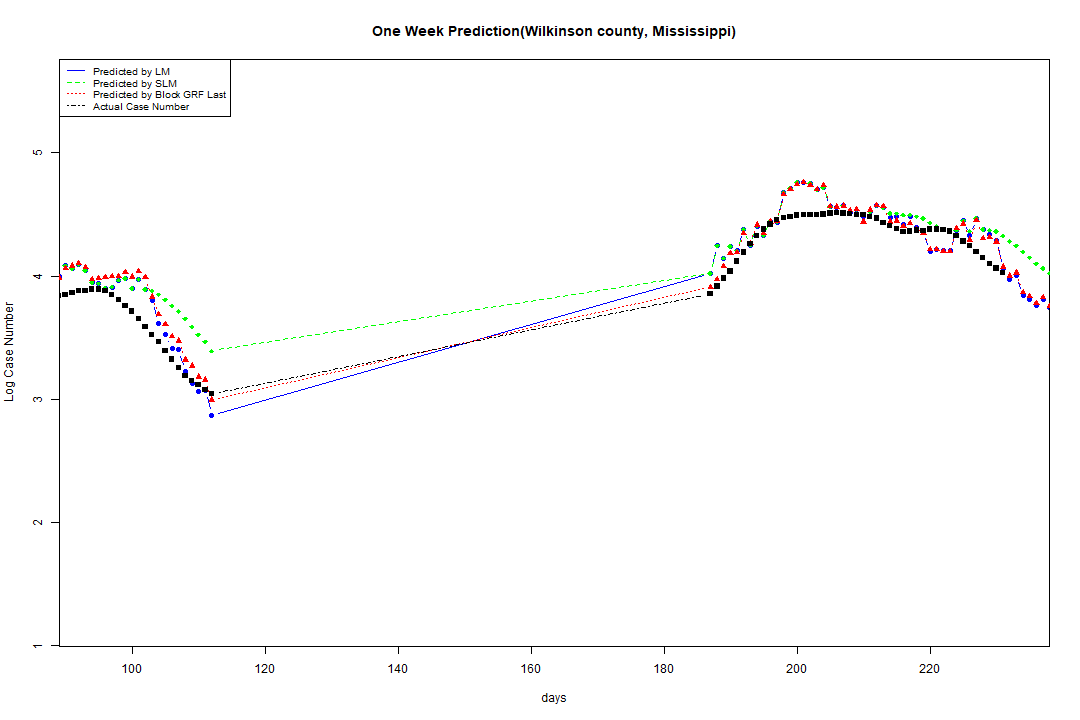 One Week Prediction(Wilkinson county, Mississippi)
Predicted by LM
Predicted by SLM
Predicted by Block GRF Last
Actual Case Number
5
4
3
2
1
Log Case Number
100 120 140 160 180 200 220
days